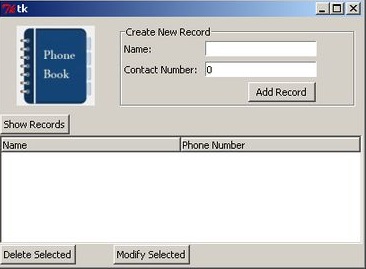 tk
Create New Record
Phone
Book
Name:
Contact Number: 0
Add Record
Show Records
Name Phone Number
Delete Selected Modify Selected